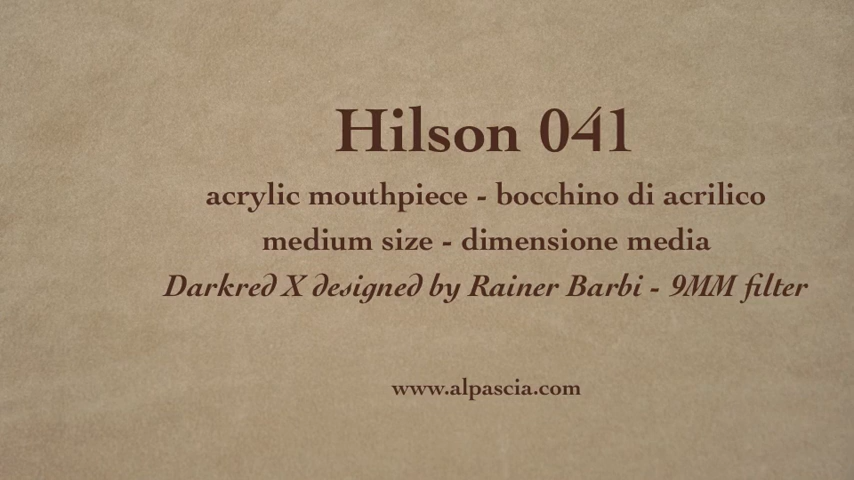 Hilson 041
acrylic mouthpiece - bocchino di acrilico
medium size - dimensione media
Darkred X designed by Rainer Barbi - 9MM filter
www.alpascia.com